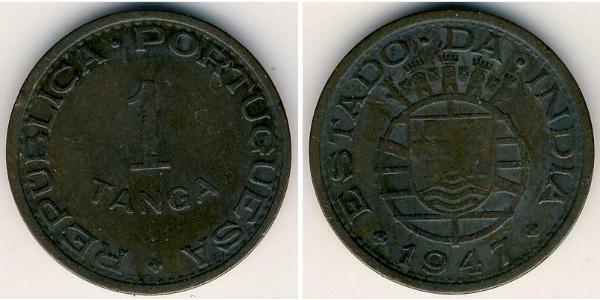 REPUBLICA · PORTUGUESA
1
TANGA
ESTADO · DA · INDIA
1947